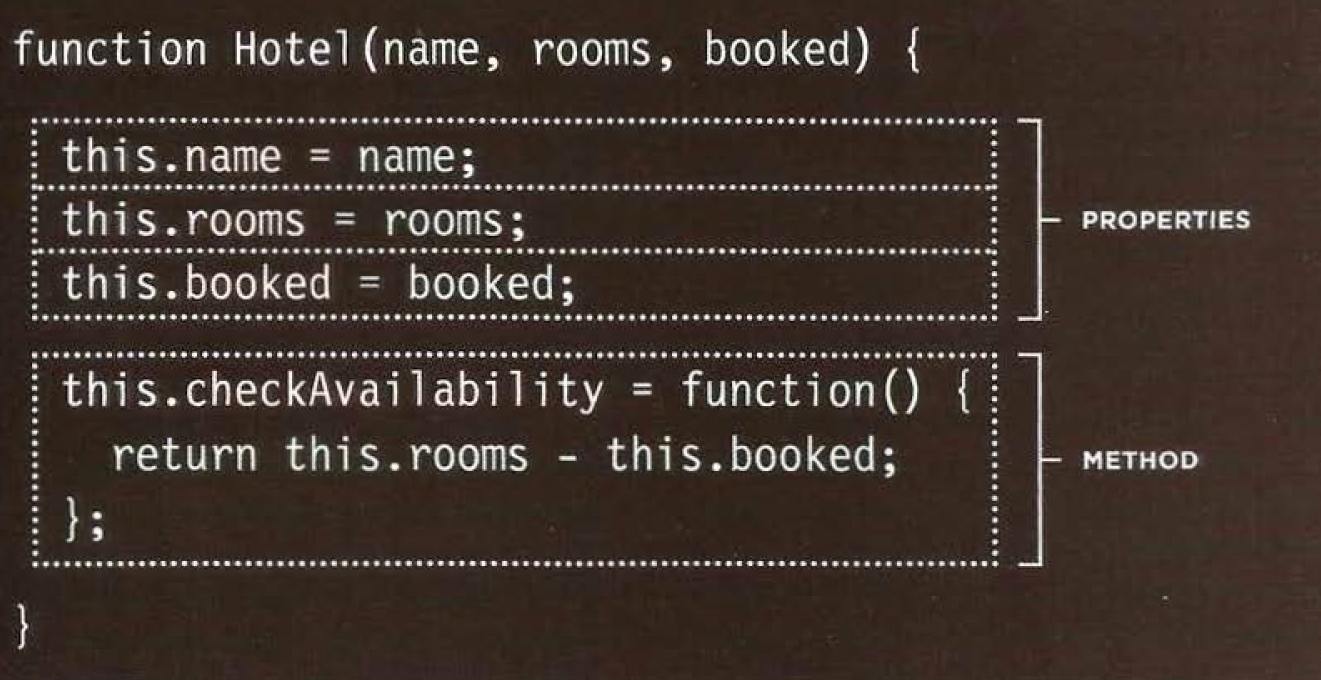 function Hotel(name, rooms, booked) {
this.name = name;
this.rooms = rooms;
this.booked = booked;
PROPERTIES
this.checkAvailability = function() {
return this.rooms - this.booked;
};
METHOD
}